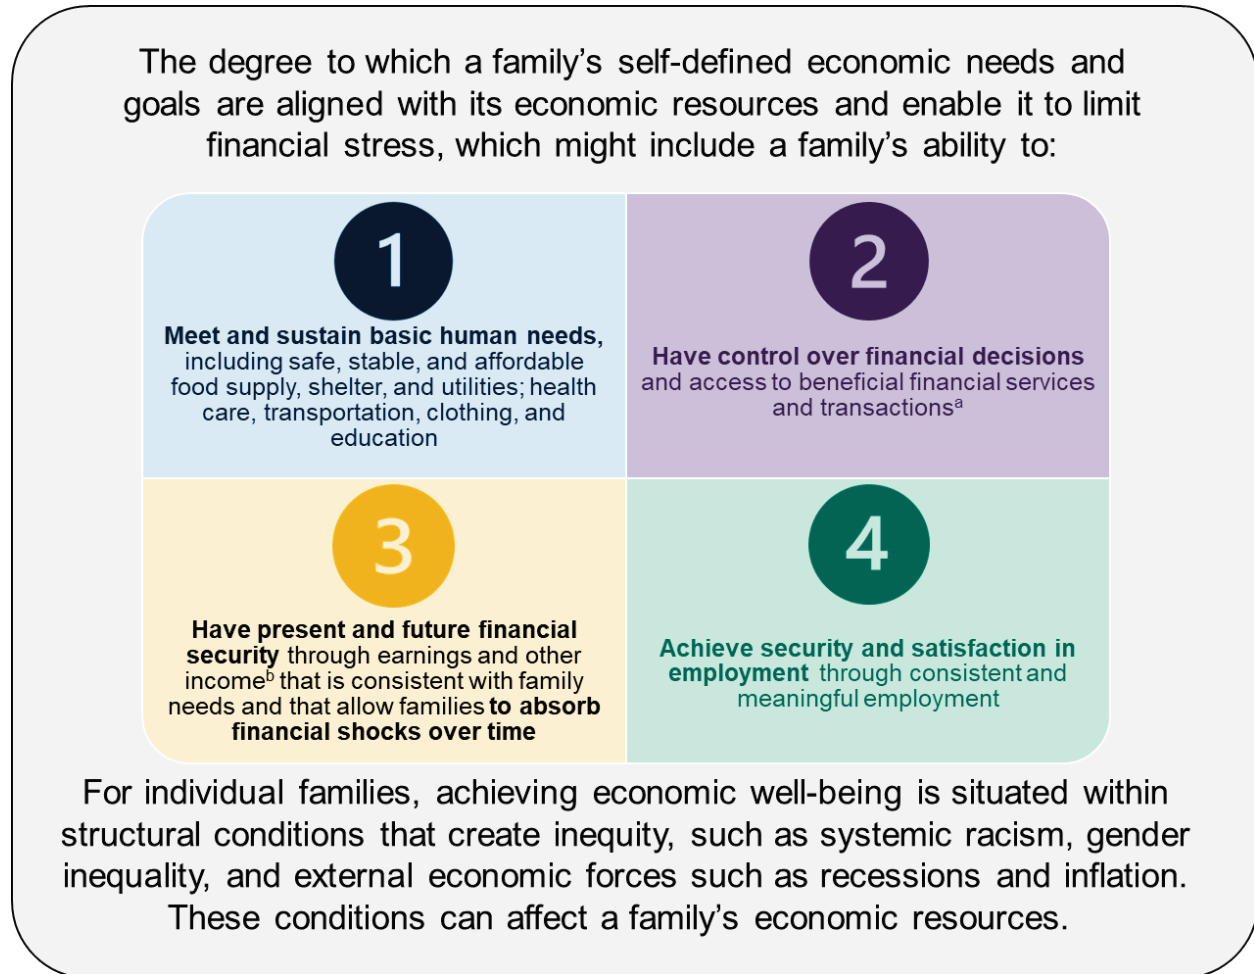 The degree to which a family’s self-defined economic needs and
goals are aligned with its economic resources and enable it to limit
financial stress, which might include a family’s ability to:
1
Meet and sustain basic human needs,
including safe, stable, and affordable
food supply, shelter, and utilities; health
care, transportation, clothing, and
education
2
Have control over financial decisions
and access to beneficial financial services
and transactionsᵃ
3
Have present and future financial
security through earnings and other
incomeᵇ that is consistent with family
needs and that allow families to absorb
financial shocks over time
4
Achieve security and satisfaction in
employment through consistent and
meaningful employment
For individual families, achieving economic well-being is situated within
structural conditions that create inequity, such as systemic racism, gender
inequality, and external economic forces such as recessions and inflation.
These conditions can affect a family’s economic resources.